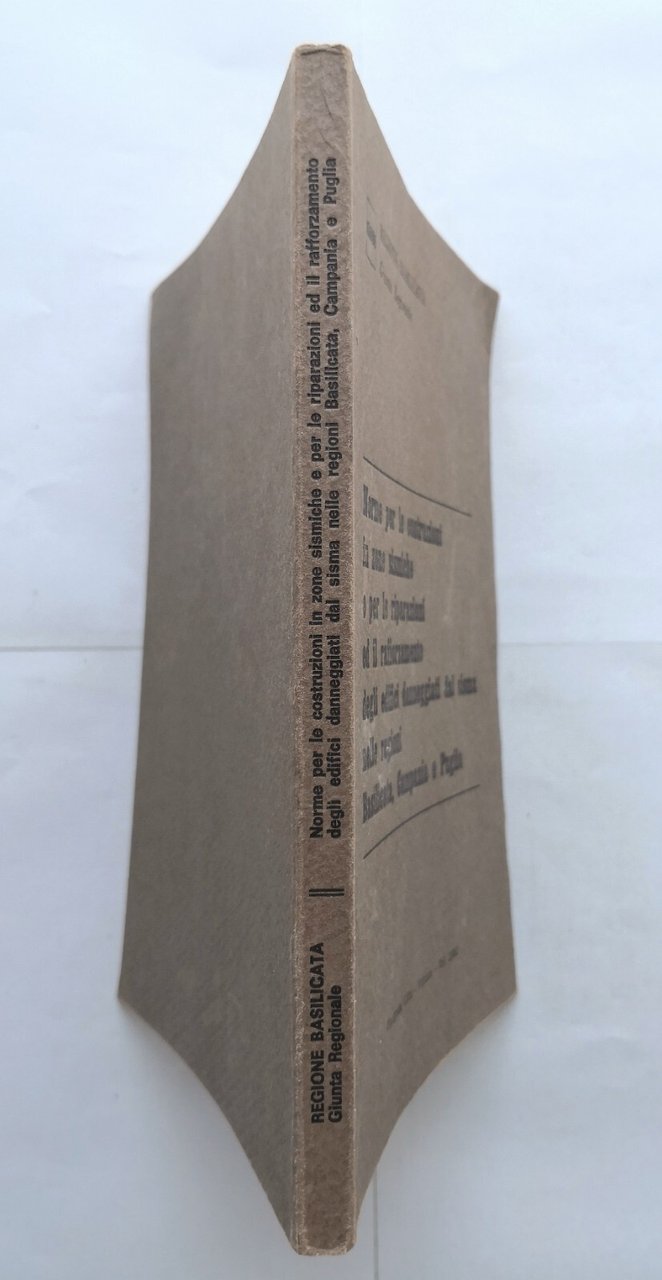 REGIONE BASILICATA
Giunta Regionale
Norme per le costruzioni in zone sismiche e per le riparazioni ed il rafforzamento
degli edifici danneggiati dal sisma nelle regioni Basilicata, Campania e Puglia
Norme per le costruzioni
in zone sismiche
e per le riparazioni
ed il rafforzamento
degli edifici danneggiati dal sisma
nelle regioni
Basilicata, Campania e Puglia